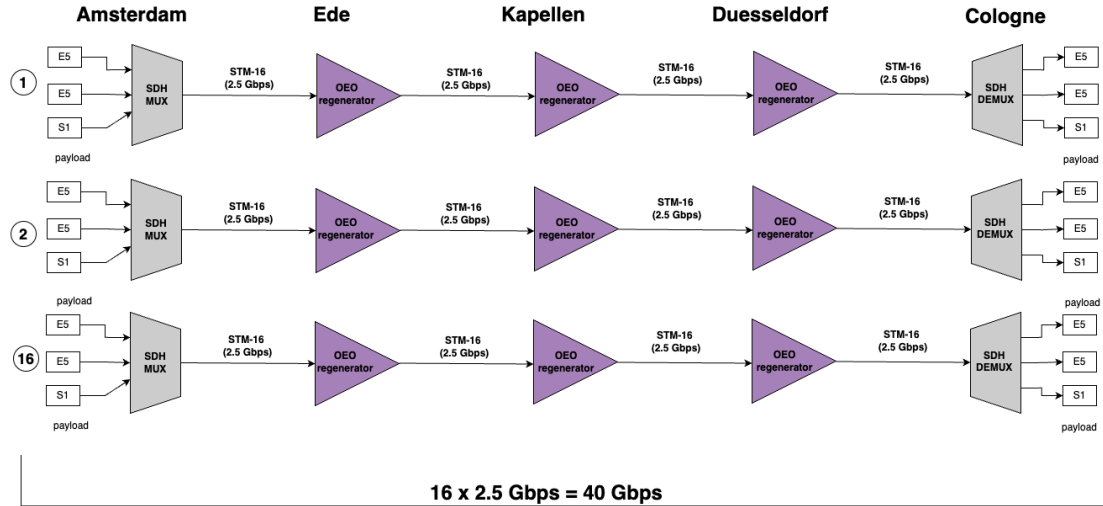 Amsterdam Ede Kapellen Duesseldorf Cologne
1
E5
E5
S1
payload
SDH
MUX
STM-16
(2.5 Gbps)
OEO
regenerator
STM-16
(2.5 Gbps)
OEO
regenerator
STM-16
(2.5 Gbps)
OEO
regenerator
STM-16
(2.5 Gbps)
SDH
DEMUX
E5
E5
S1
payload
2
E5
E5
S1
payload
SDH
MUX
STM-16
(2.5 Gbps)
OEO
regenerator
STM-16
(2.5 Gbps)
OEO
regenerator
STM-16
(2.5 Gbps)
OEO
regenerator
STM-16
(2.5 Gbps)
SDH
DEMUX
E5
E5
S1
payload
16
E5
E5
S1
payload
SDH
MUX
STM-16
(2.5 Gbps)
OEO
regenerator
STM-16
(2.5 Gbps)
OEO
regenerator
STM-16
(2.5 Gbps)
OEO
regenerator
STM-16
(2.5 Gbps)
SDH
DEMUX
E5
E5
S1
payload
16 x 2.5 Gbps = 40 Gbps